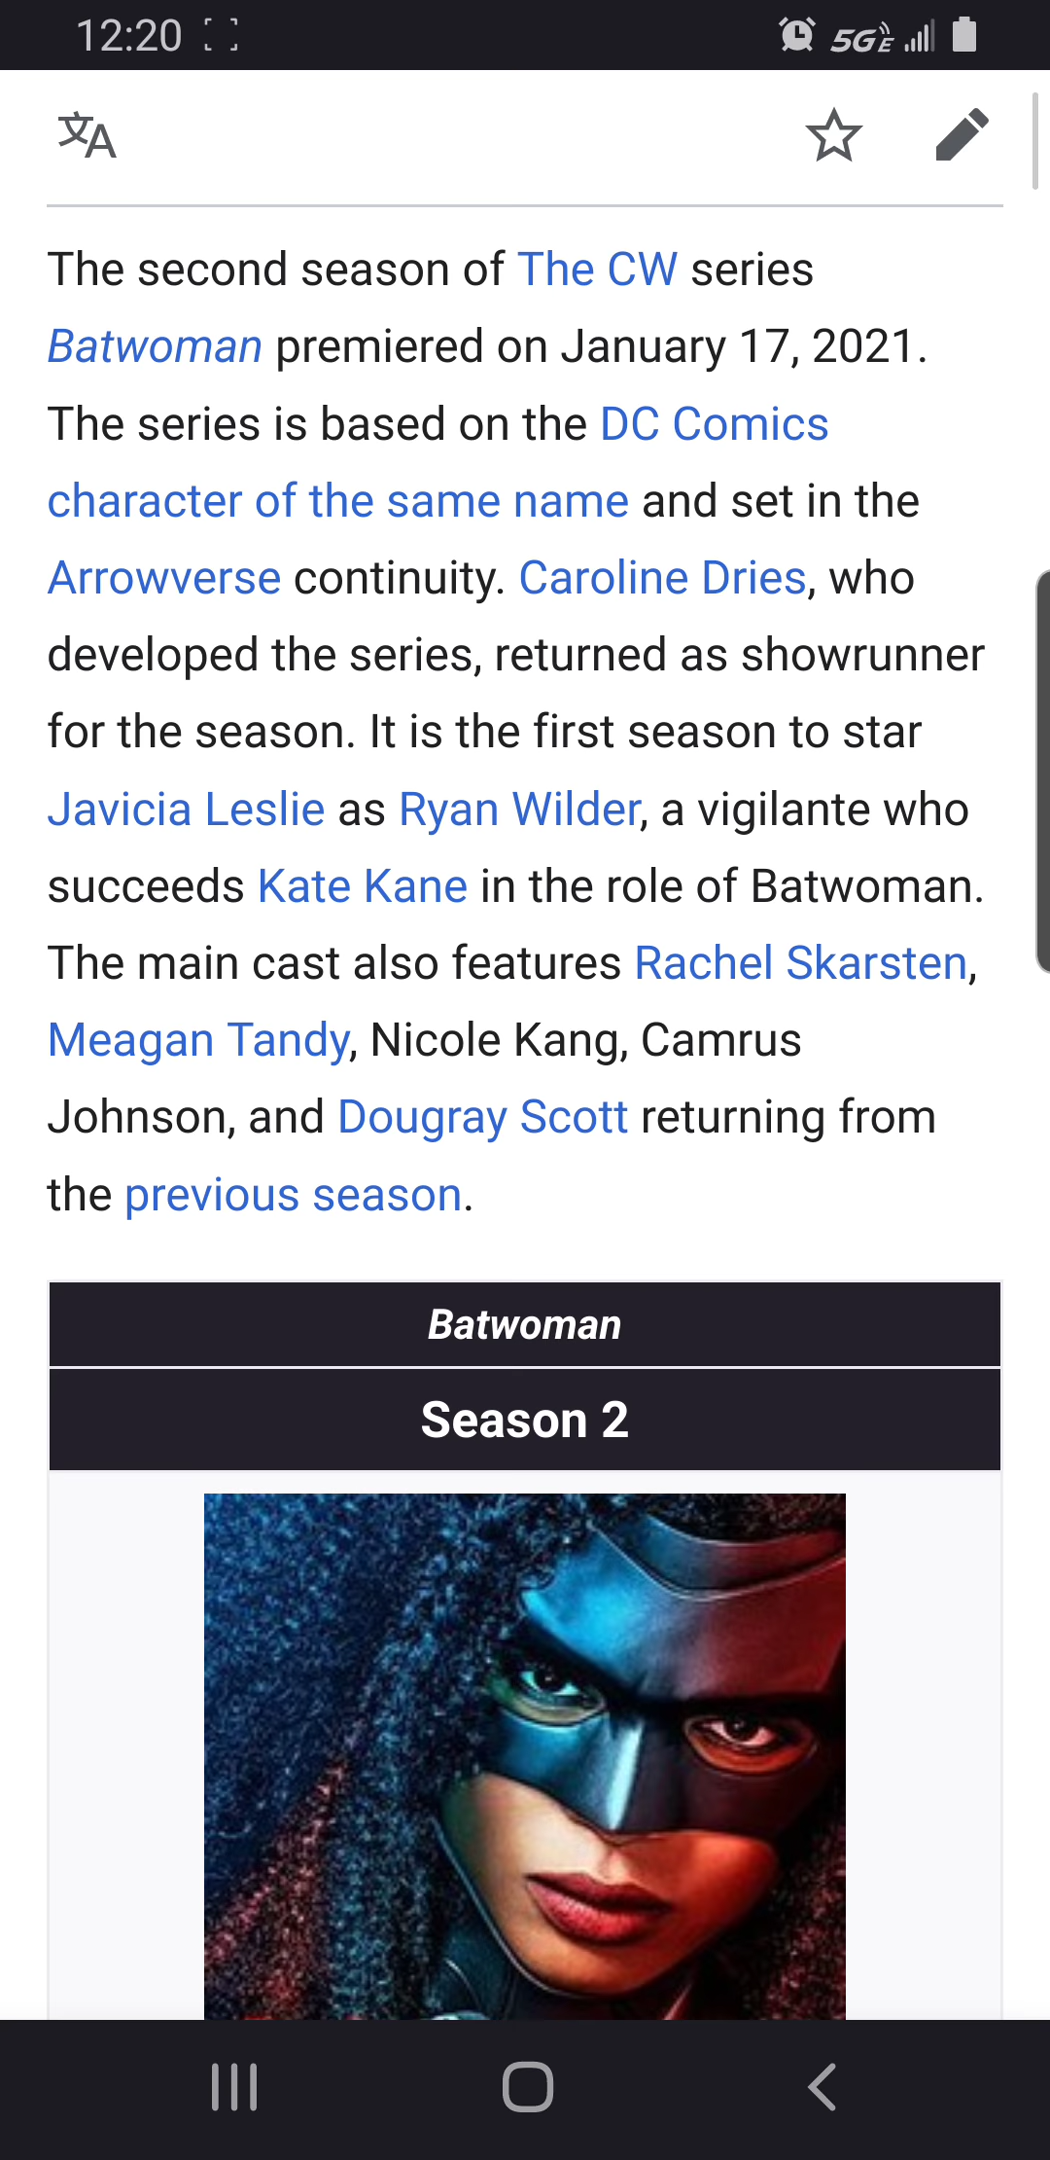 12:20
5GE
文A
The second season of The CW series
Batwoman premiered on January 17, 2021.
The series is based on the DC Comics
character of the same name and set in the
Arrowverse continuity. Caroline Dries, who
developed the series, returned as showrunner
for the season. It is the first season to star
Javicia Leslie as Ryan Wilder, a vigilante who
succeeds Kate Kane in the role of Batwoman.
The main cast also features Rachel Skarsten,
Meagan Tandy, Nicole Kang, Camrus
Johnson, and Dougray Scott returning from
the previous season.
Batwoman
Season 2